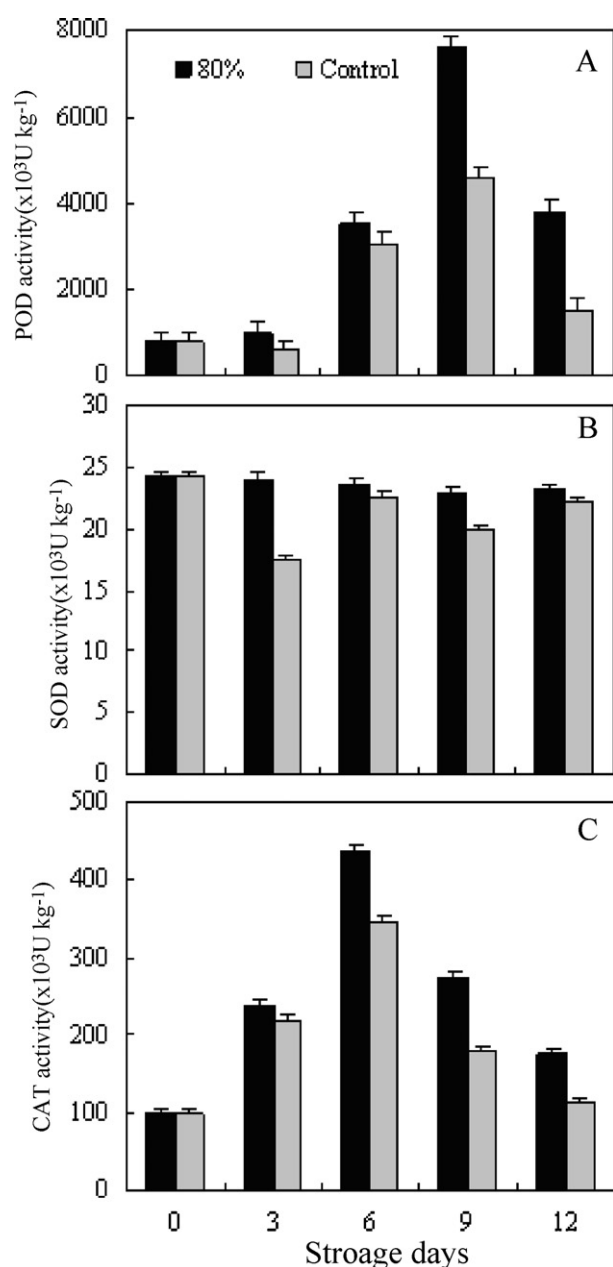 8000
A
80% Control
6000
4000
2000
0
POD activity(x10³U kg⁻¹)
30
B
25
20
15
10
5
0
SOD activity(x10³U kg⁻¹)
500
C
400
300
200
100
0
CAT activity(x10³U kg⁻¹)
0 3 6 9 12
Stroage days